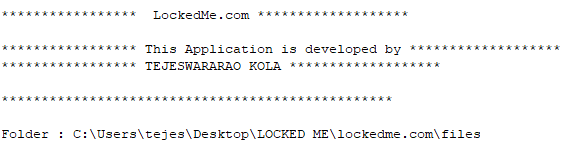 *****************  LockedMe.com *******************
***************** This Application is developed by *******************
***************** TEJESWARARAO KOLA *******************
*************************************************
Folder : C:\Users\tejes\Desktop\LOCKED ME\lockedme.com\files